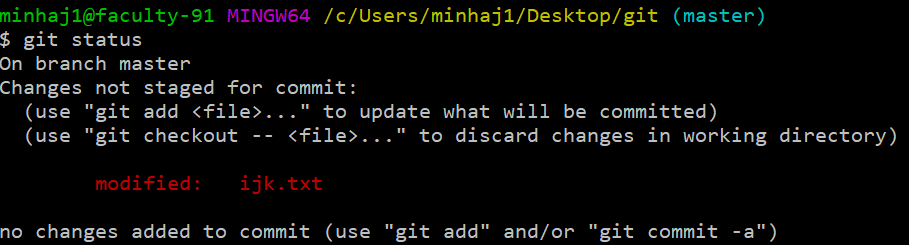 minhaj1@faculty-91 MINGW64 /c/Users/minhaj1/Desktop/git (master)
$ git status
On branch master
Changes not staged for commit:
  (use "git add <file>..." to update what will be committed)
  (use "git checkout -- <file>..." to discard changes in working directory)

        modified:   ijk.txt

no changes added to commit (use "git add" and/or "git commit -a")